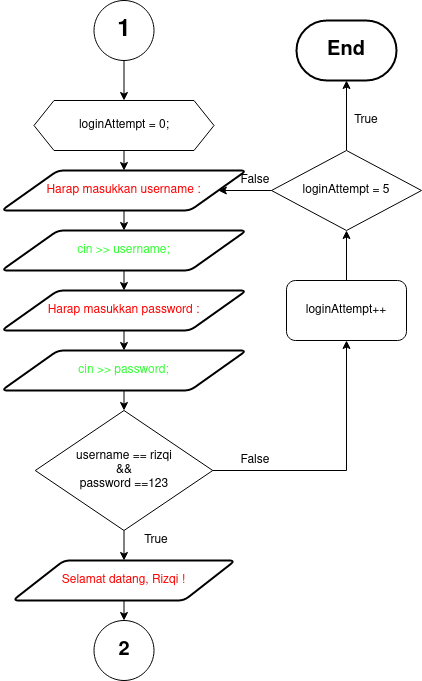 1
End
loginAttempt = 0;
True
Harap masukkan username :
False
loginAttempt = 5
cin >> username;
Harap masukkan password :
loginAttempt++
cin >> password;
username == rizqi
&&
password ==123
False
True
Selamat datang, Rizqi !
2